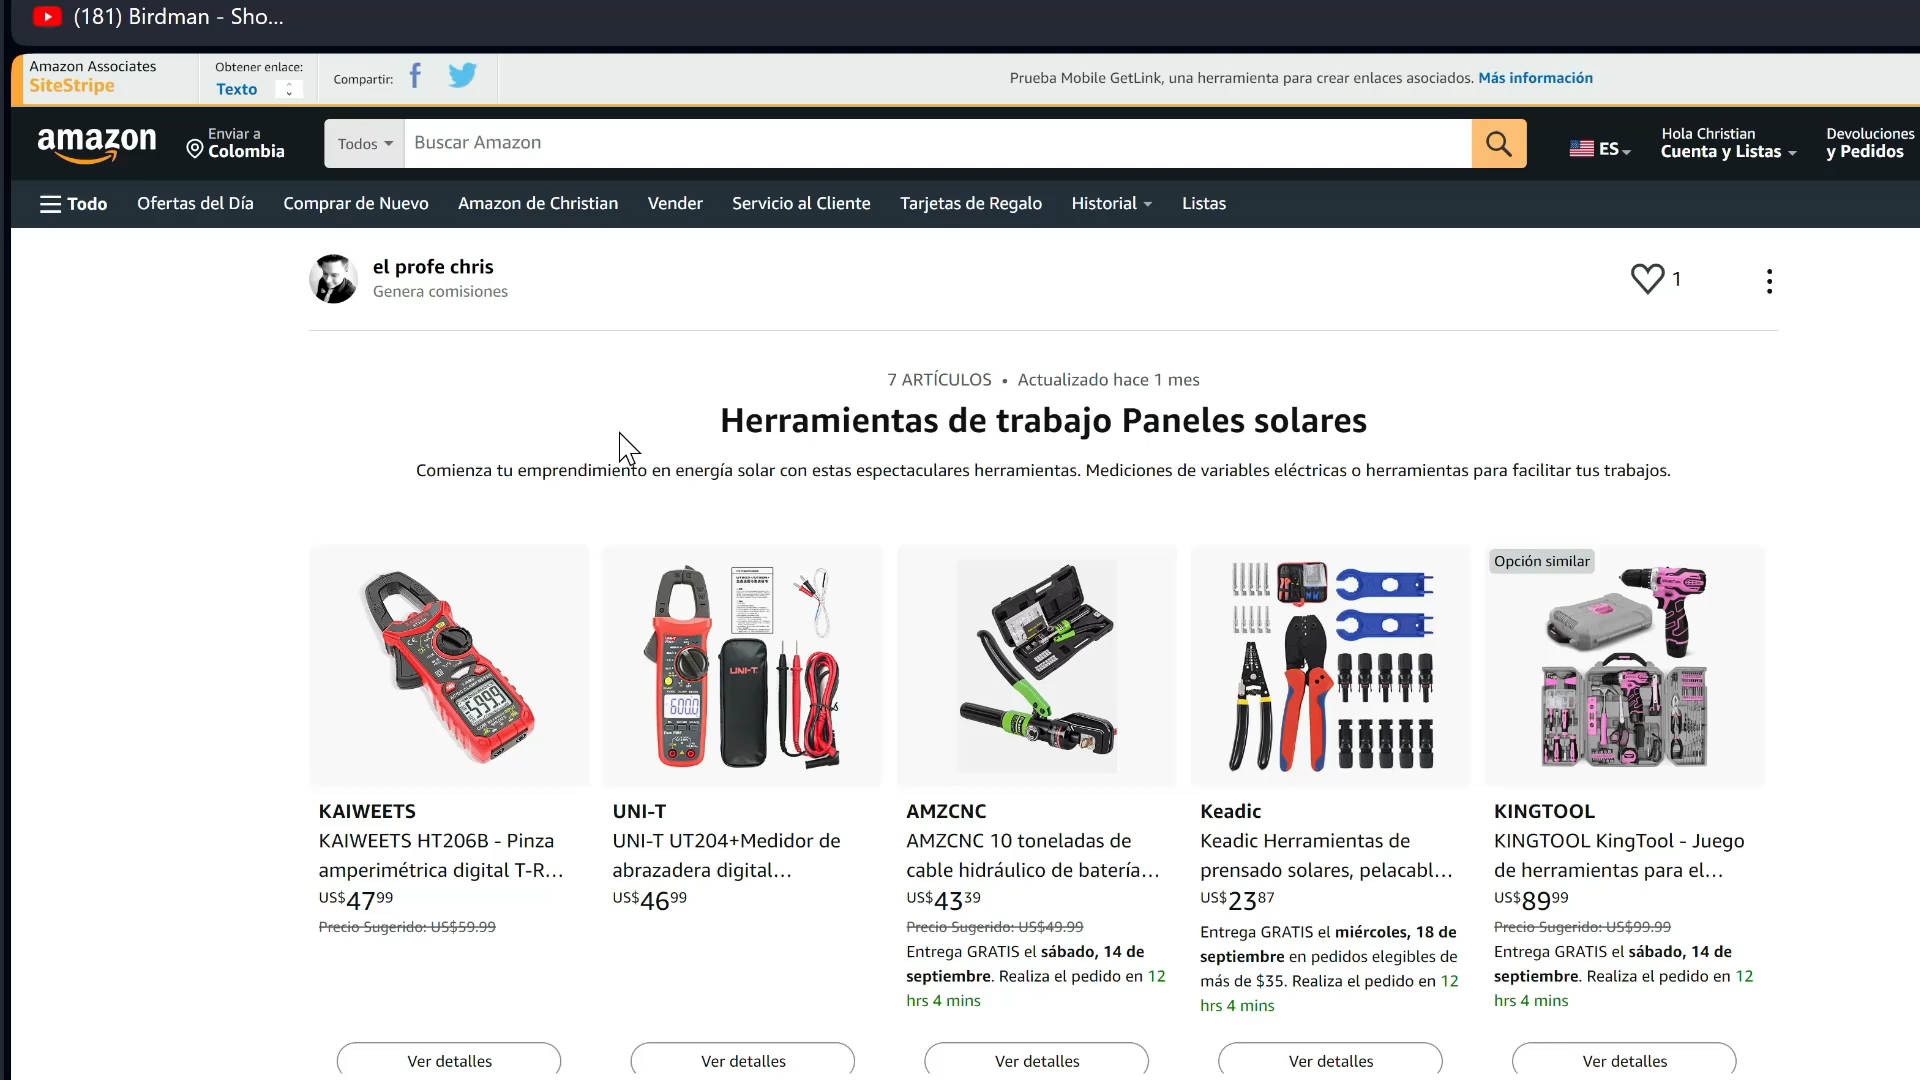 (181) Birdman - Sho...
Amazon Associates
SiteStripe
Obtener enlace:
Texto
Compartir:
Prueba Mobile GetLink, una herramienta para crear enlaces asociados. Más información
amazon
Enviar a
Colombia
Todos
Buscar Amazon
ES
Hola Christian
Cuenta y Listas
Devoluciones
y Pedidos
Todo
Ofertas del Día
Comprar de Nuevo
Amazon de Christian
Vender
Servicio al Cliente
Tarjetas de Regalo
Historial
Listas
el profe chris
Genera comisiones
1
7 ARTÍCULOS • Actualizado hace 1 mes
Herramientas de trabajo Paneles solares
Comienza tu emprendimiento en energía solar con estas espectaculares herramientas. Mediciones de variables eléctricas o herramientas para facilitar tus trabajos.
5999
UNI-T
6000
Opción similar
KAIWEETS
KAIWEETS HT206B - Pinza
amperimétrica digital T-R...
US$4799
Precio Sugerido: US$59.99
Ver detalles
UNI-T
UNI-T UT204+Medidor de
abrazadera digital...
US$4699
Ver detalles
AMZCNC
AMZCNC 10 toneladas de
cable hidráulico de batería...
US$4339
Precio Sugerido: US$49.99
Entrega GRATIS el sábado, 14 de
septiembre. Realiza el pedido en 12
hrs 4 mins
Ver detalles
Keadic
Keadic Herramientas de
prensado solares, pelacabl...
US$2387
Entrega GRATIS el miércoles, 18 de
septiembre en pedidos elegibles de
más de $35. Realiza el pedido en 12
hrs 4 mins
Ver detalles
KINGTOOL
KINGTOOL KingTool - Juego
de herramientas para el...
US$8999
Precio Sugerido: US$99.99
Entrega GRATIS el sábado, 14 de
septiembre. Realiza el pedido en 12
hrs 4 mins
Ver detalles